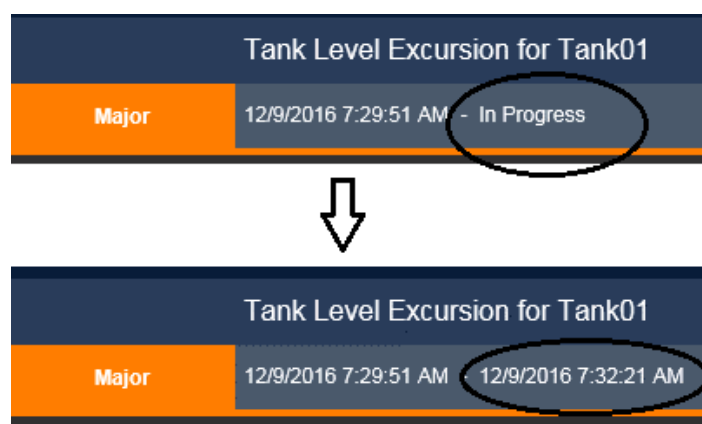 Tank Level Excursion for Tank01
Major 12/9/2016 7:29:51 AM - In Progress
Tank Level Excursion for Tank01
Major 12/9/2016 7:29:51 AM - 12/9/2016 7:32:21 AM